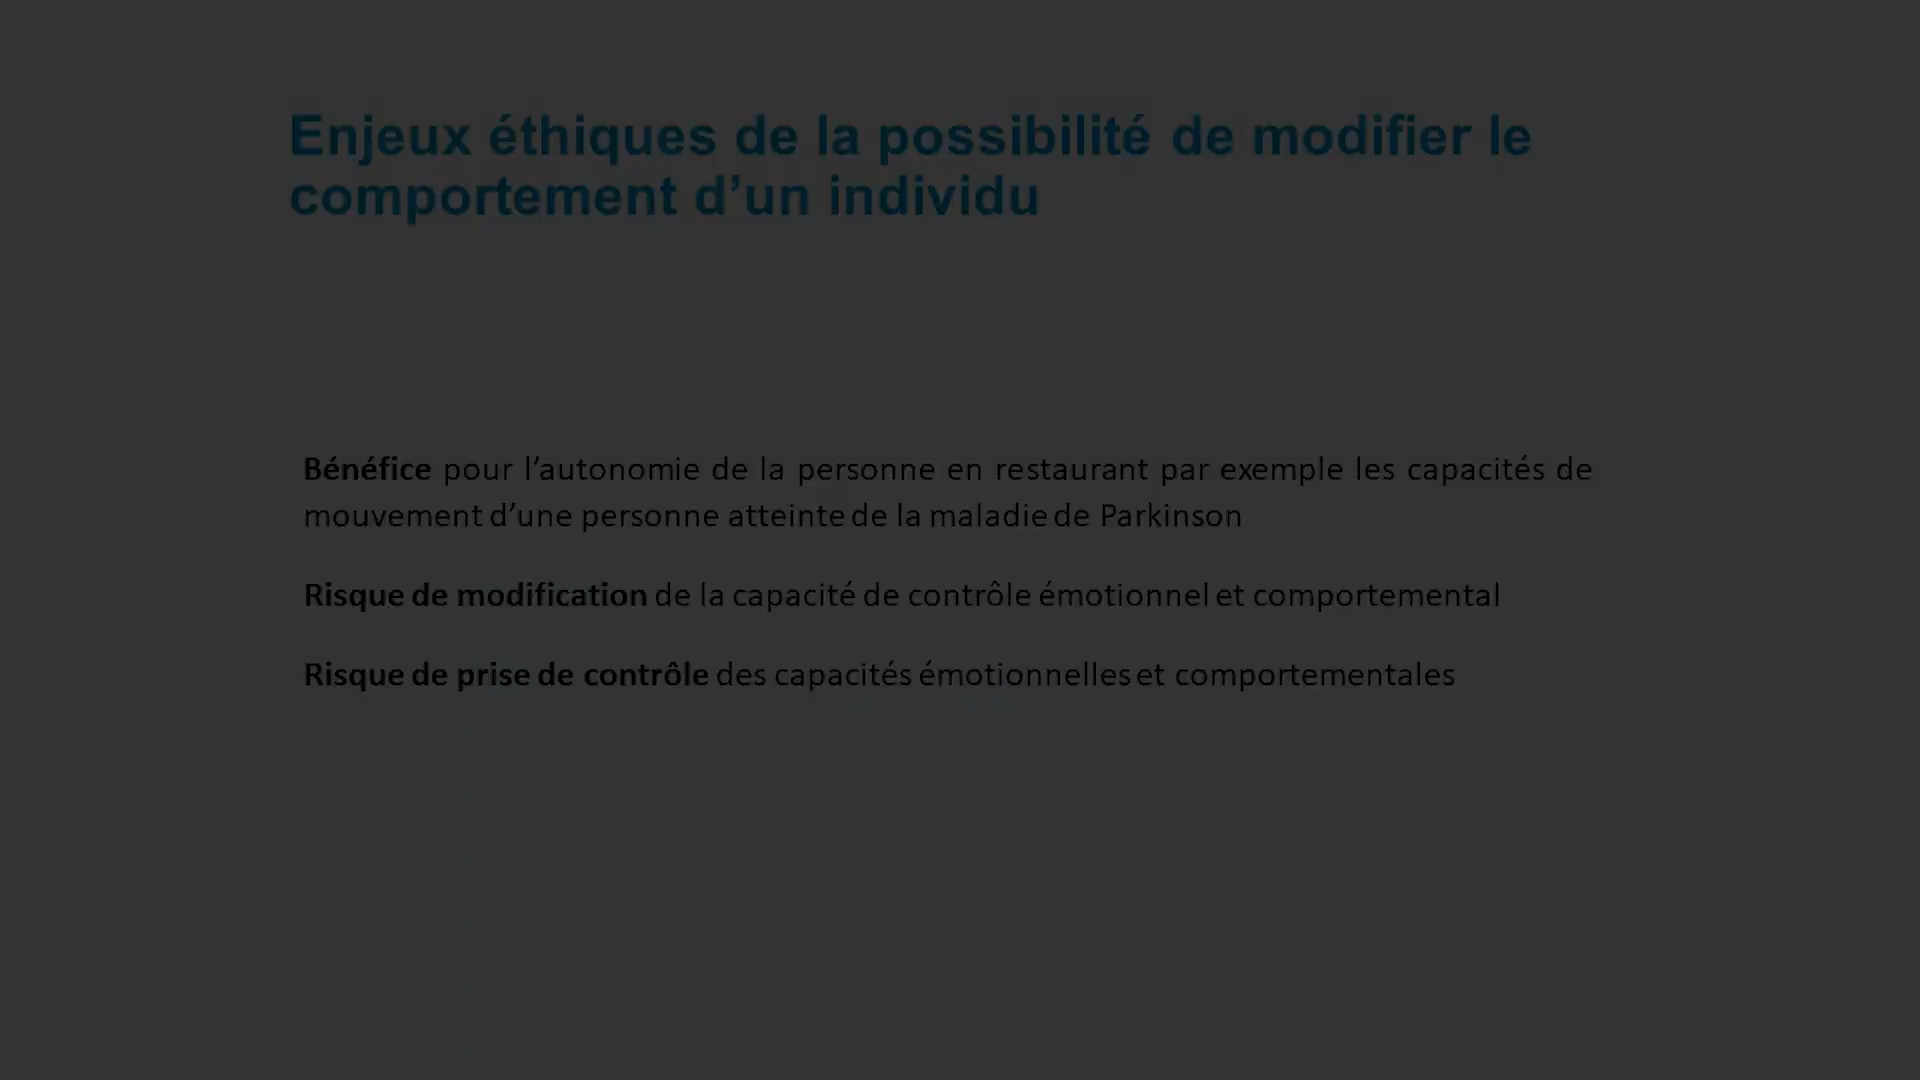 Enjeux éthiques de la possibilité de modifier le
comportement d’un individu
Bénéfice pour l’autonomie de la personne en restaurant par exemple les capacités de
mouvement d’une personne atteinte de la maladie de Parkinson
Risque de modification de la capacité de contrôle émotionnel et comportemental
Risque de prise de contrôle des capacités émotionnelles et comportementales